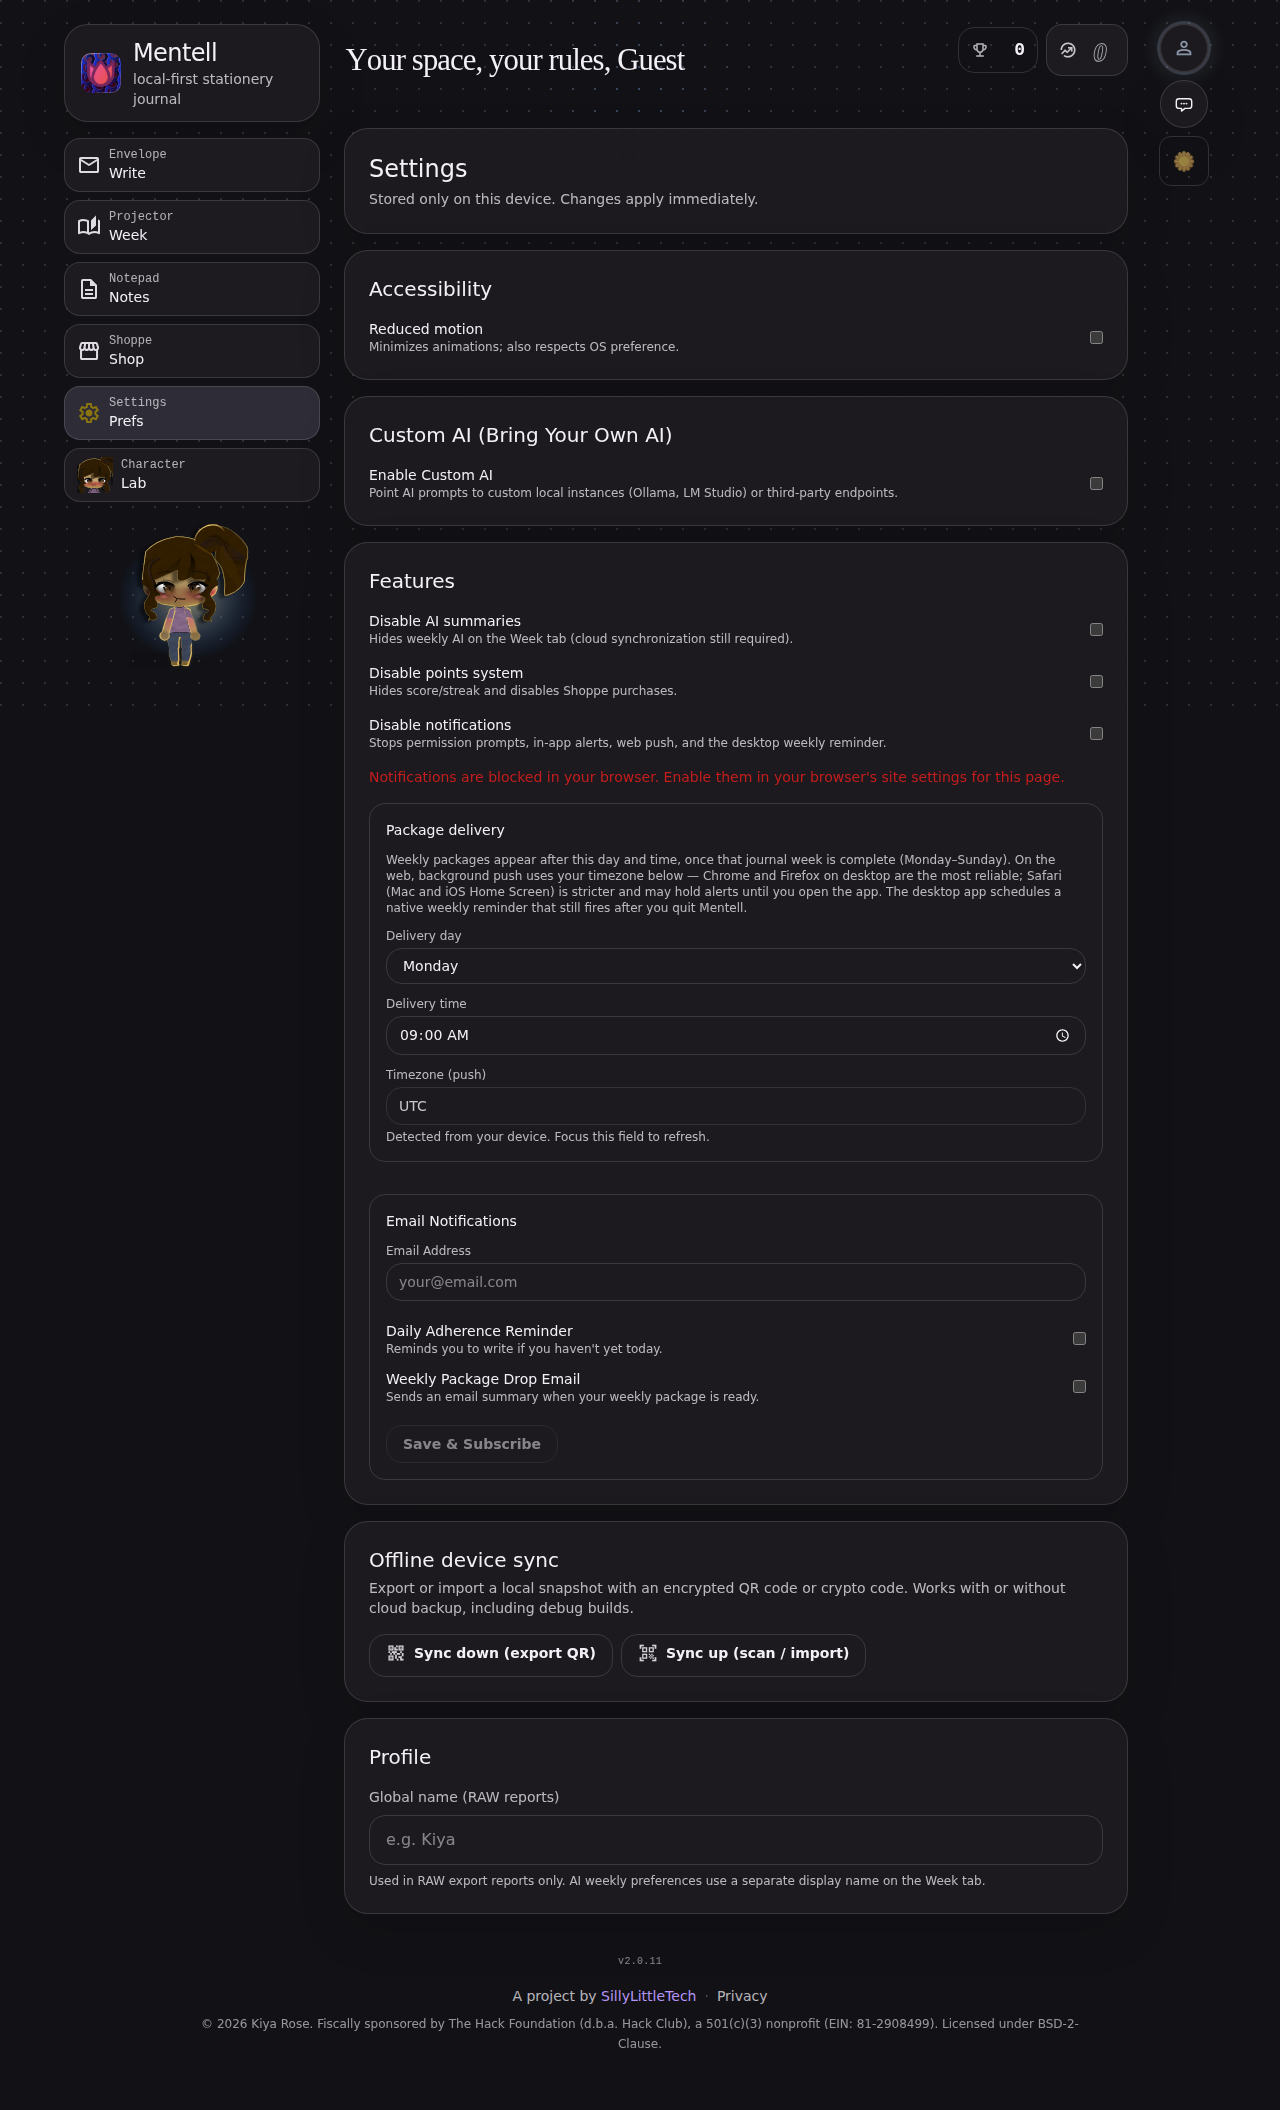 Mentell
local-first stationery
journal
Envelope
Write
Projector
Week
Notepad
Notes
Shoppe
Shop
Settings
Prefs
Character
Lab
Your space, your rules, Guest
0
0
Settings
Stored only on this device. Changes apply immediately.
Accessibility
Reduced motion
Minimizes animations; also respects OS preference.
Custom AI (Bring Your Own AI)
Enable Custom AI
Point AI prompts to custom local instances (Ollama, LM Studio) or third-party endpoints.
Features
Disable AI summaries
Hides weekly AI on the Week tab (cloud synchronization still required).
Disable points system
Hides score/streak and disables Shoppe purchases.
Disable notifications
Stops permission prompts, in-app alerts, web push, and the desktop weekly reminder.
Notifications are blocked in your browser. Enable them in your browser's site settings for this page.
Package delivery
Weekly packages appear after this day and time, once that journal week is complete (Monday–Sunday). On the
web, background push uses your timezone below — Chrome and Firefox on desktop are the most reliable; Safari
(Mac and iOS Home Screen) is stricter and may hold alerts until you open the app. The desktop app schedules a
native weekly reminder that still fires after you quit Mentell.
Delivery day
Monday
Delivery time
09:00 AM
Timezone (push)
UTC
Detected from your device. Focus this field to refresh.
Email Notifications
Email Address
your@email.com
Daily Adherence Reminder
Reminds you to write if you haven't yet today.
Weekly Package Drop Email
Sends an email summary when your weekly package is ready.
Save & Subscribe
Offline device sync
Export or import a local snapshot with an encrypted QR code or crypto code. Works with or without
cloud backup, including debug builds.
Sync down (export QR)
Sync up (scan / import)
Profile
Global name (RAW reports)
e.g. Kiya
Used in RAW export reports only. AI weekly preferences use a separate display name on the Week tab.
v2.0.11
A project by SillyLittleTech · Privacy
© 2026 Kiya Rose. Fiscally sponsored by The Hack Foundation (d.b.a. Hack Club), a 501(c)(3) nonprofit (EIN: 81-2908499). Licensed under BSD-2-
Clause.